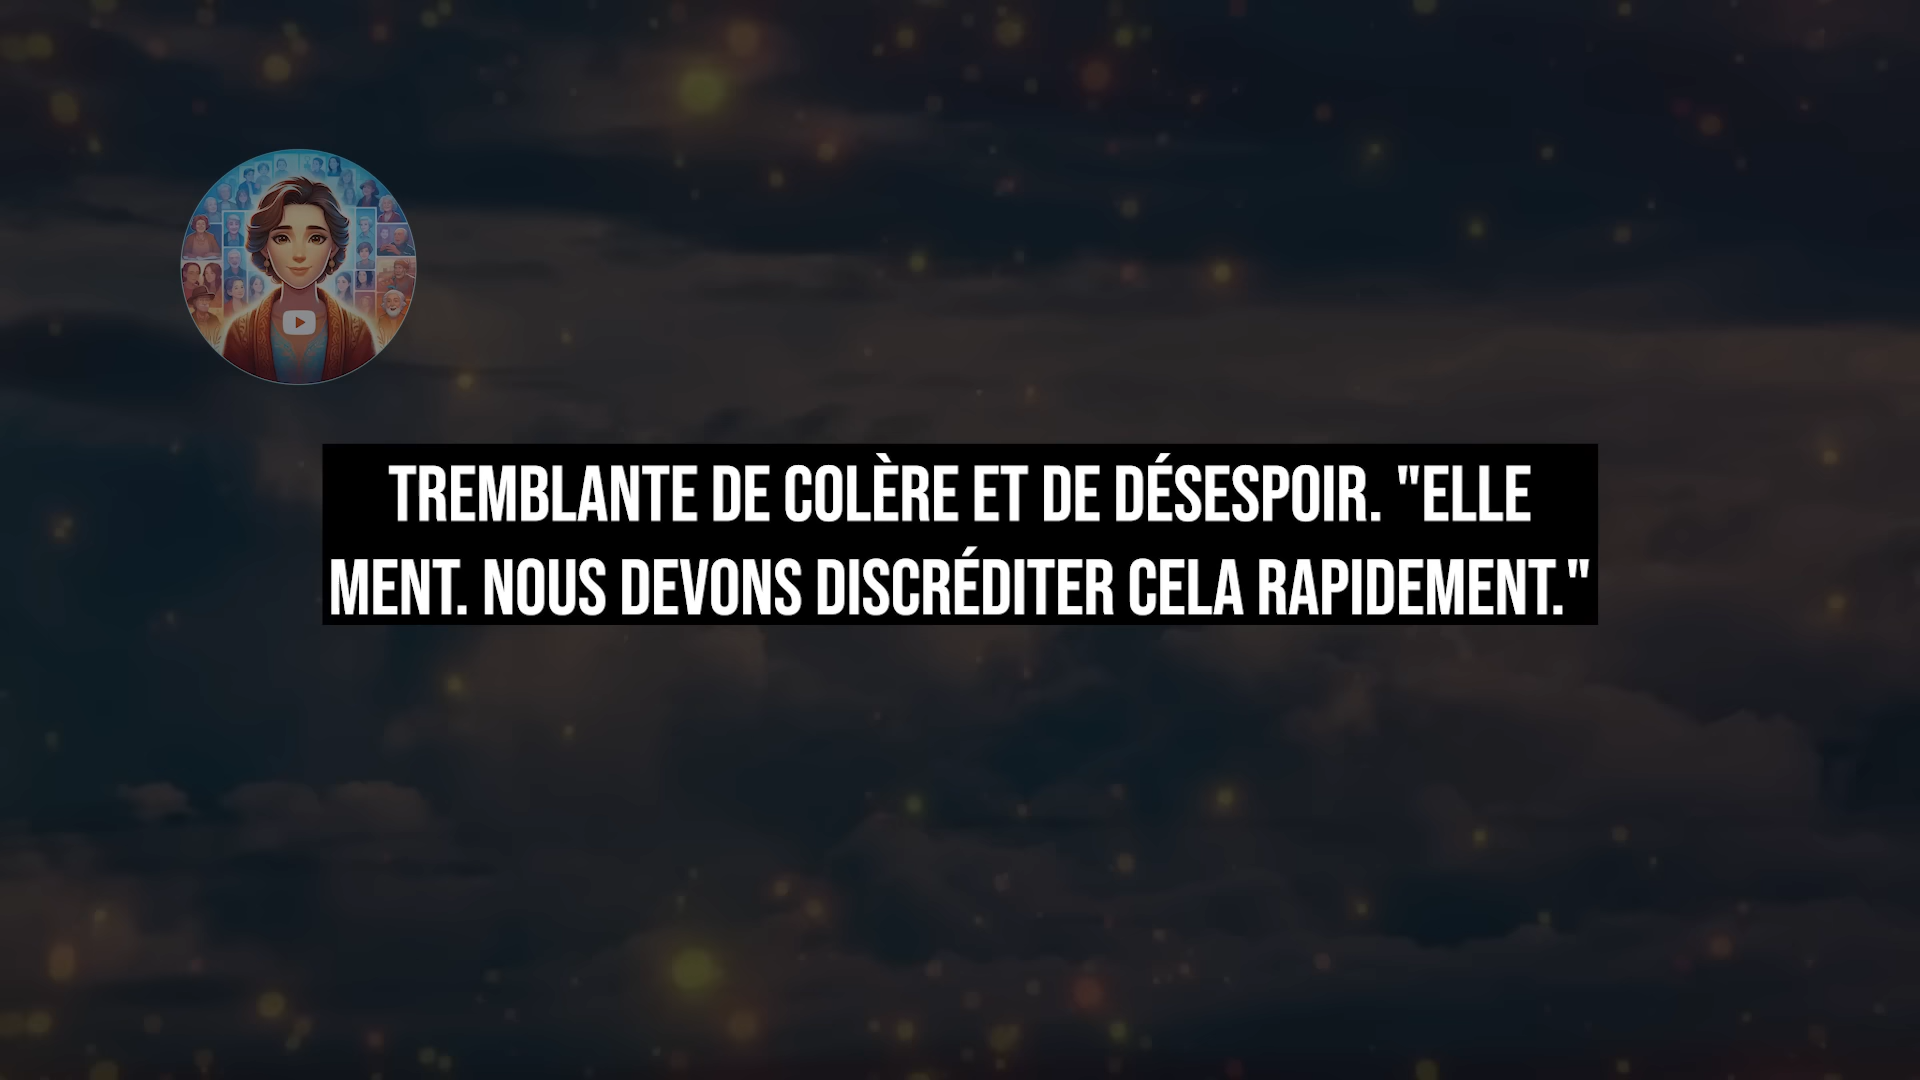 TREMBLANTE DE COLÈRE ET DE DÉSESPOIR. "ELLE
MENT. NOUS DEVONS DISCRÉDITER CELA RAPIDEMENT."